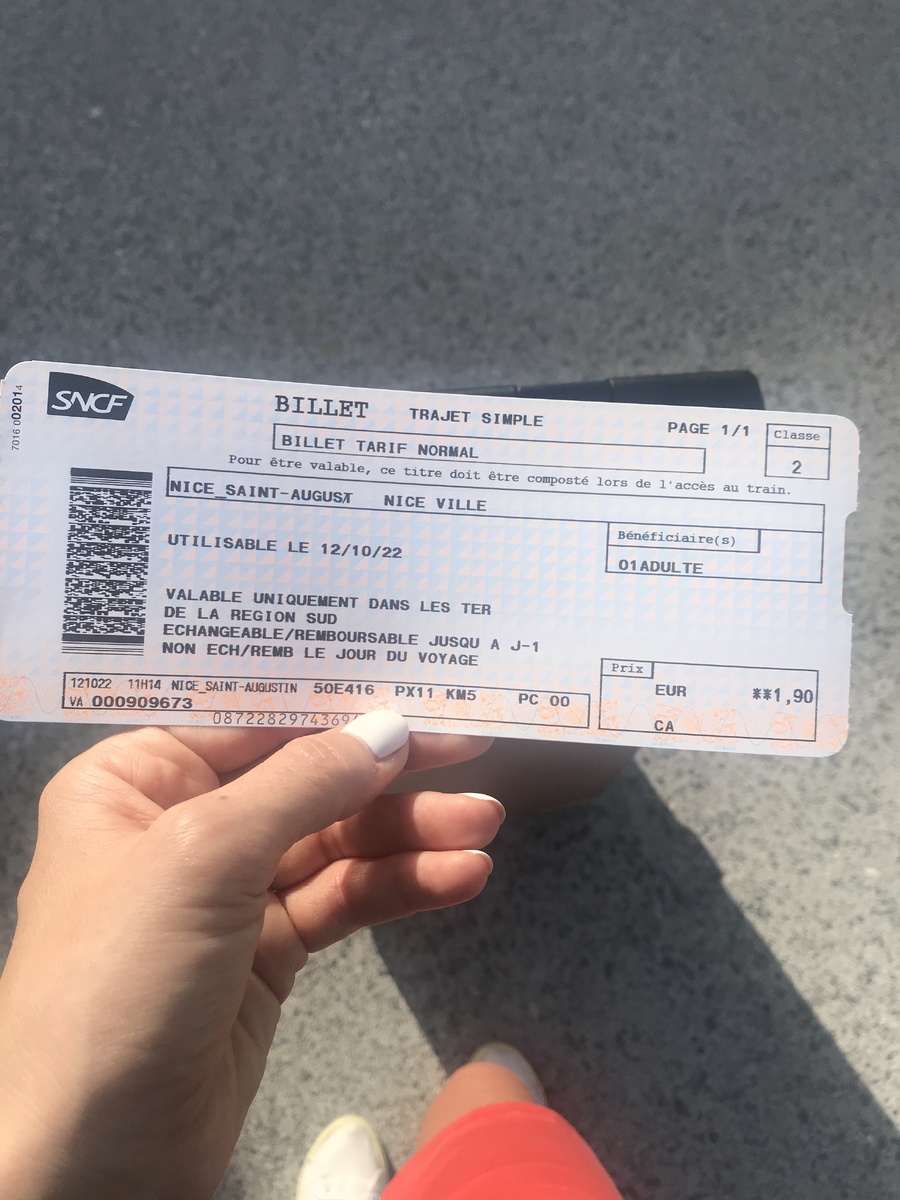 7016 002014
SNCF
BILLET TRAJET SIMPLE PAGE 1/1
Classe
2
BILLET TARIF NORMAL
Pour être valable, ce titre doit être composté lors de l'accès au train.
NICE_SAINT-AUGUST NICE VILLE
UTILISABLE LE 12/10/22
Bénéficiaire(s)
01ADULTE
VALABLE UNIQUEMENT DANS LES TER
DE LA REGION SUD
ECHANGEABLE/REMBOURSABLE JUSQU A J-1
NON ECH/REMB LE JOUR DU VOYAGE
Prix
EUR **1,90
CA
121022 11H14 NICE_SAINT-AUGUSTIN 50E416 PX11 KM5 PC 00
VA 000909673